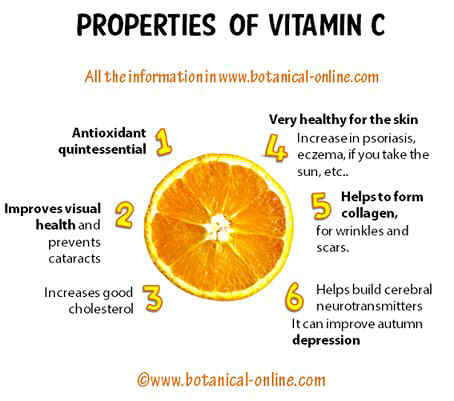 PROPERTIES OF VITAMIN C
All the information in www.botanical-online.com
1
Antioxidant
quintessential
2
Improves visual
health and
prevents
cataracts
3
Increases good
cholesterol
4
Very healthy for the skin
Increase in psoriasis,
eczema, if you take the
sun, etc..
5
Helps to form
collagen,
for wrinkles and
scars.
6
Helps build cerebral
neurotransmitters
It can improve autumn
depression
©www.botanical-online.com